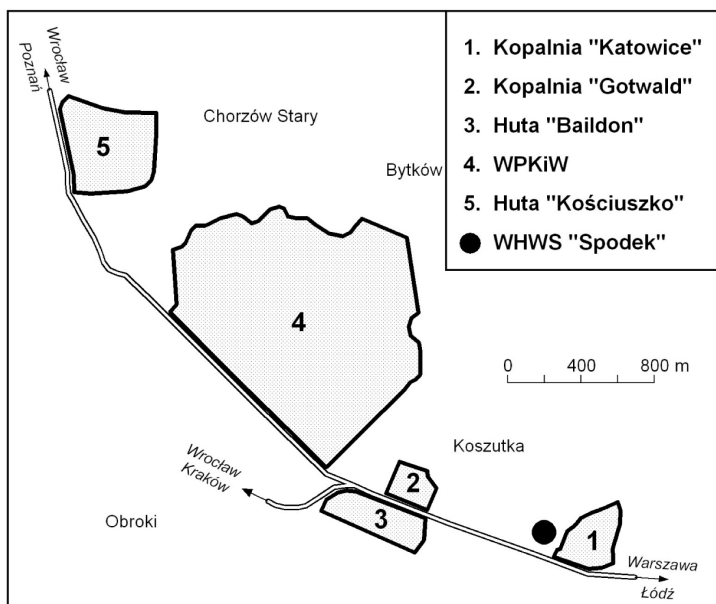 Wrocław
Poznań
Chorzów Stary
Bytków
5
4
1. Kopalnia "Katowice"
2. Kopalnia "Gotwald"
3. Huta "Baildon"
4. WPKiW
5. Huta "Kościuszko"
WHWS "Spodek"
0 400 800 m
Koszutka
Wrocław
Kraków
2
Obroki
3
1
Warszawa
Łódź